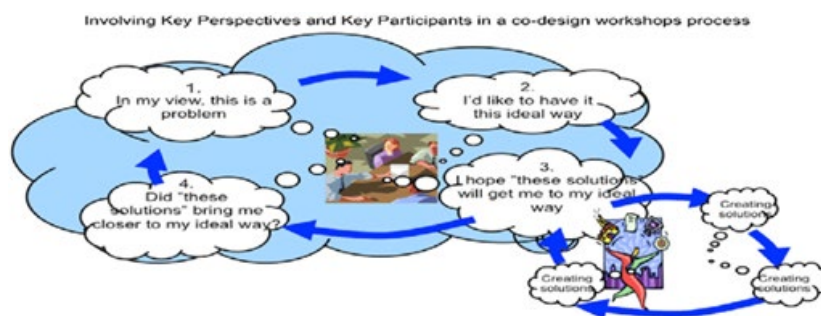 Involving Key Perspectives and Key Participants in a co-design workshops process
1.
In my view, this is a
problem
2.
I'd like to have it
this ideal way
3.
I hope "these solutions"
will get me to my ideal
way
4.
Did "these
solutions" bring me
closer to my ideal way?
Creating
solutions
Creating
solutions
Creating
solutions